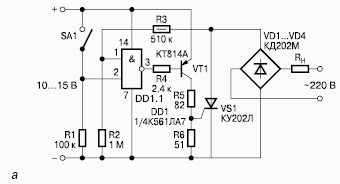 +
SA1
R3
510 к
КТ814А
14
&
1
2
3
7
VT1
R4
2,4 к
DD1.1
VD1...VD4
КД202М
Rн
~220 В
10...15 В
R5
82
DD1
1/4К561ЛА7
VS1
КУ202Л
R1
100 к
R2
1 М
R6
51
−
а